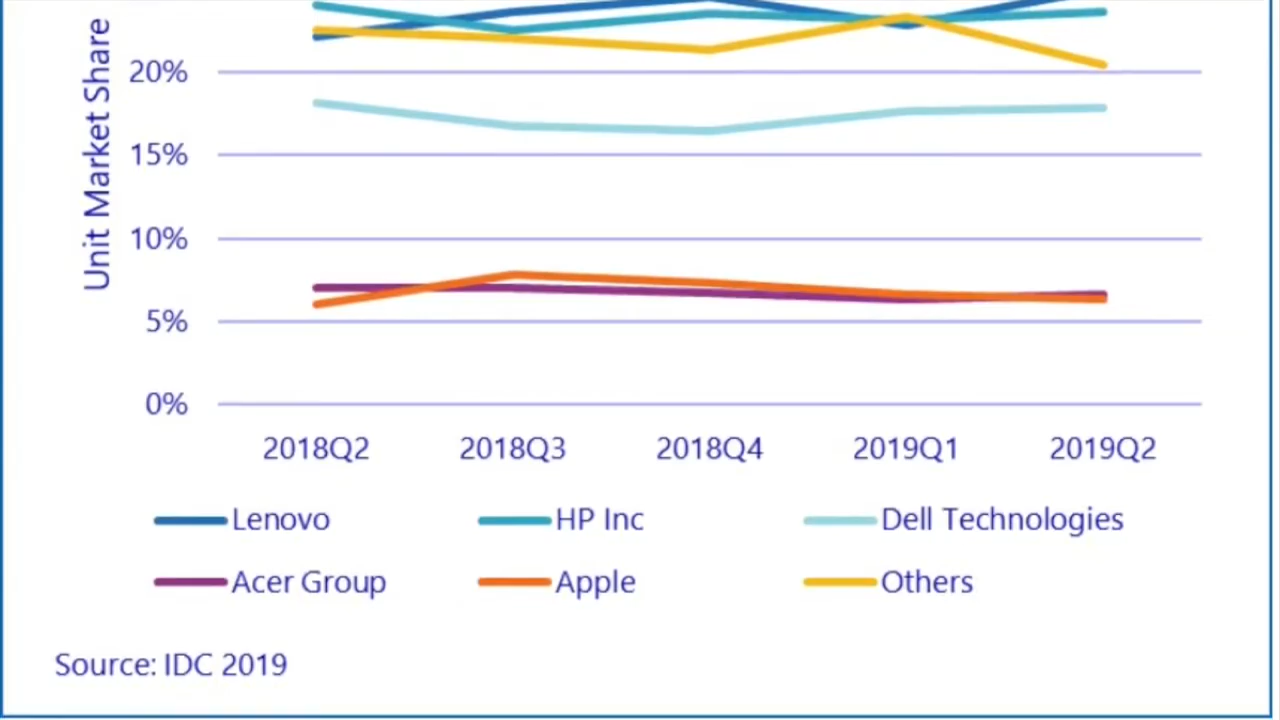 Unit Market Share
20%
15%
10%
5%
0%
2018Q2 2018Q3 2018Q4 2019Q1 2019Q2
Lenovo HP Inc Dell Technologies
Acer Group Apple Others
Source: IDC 2019